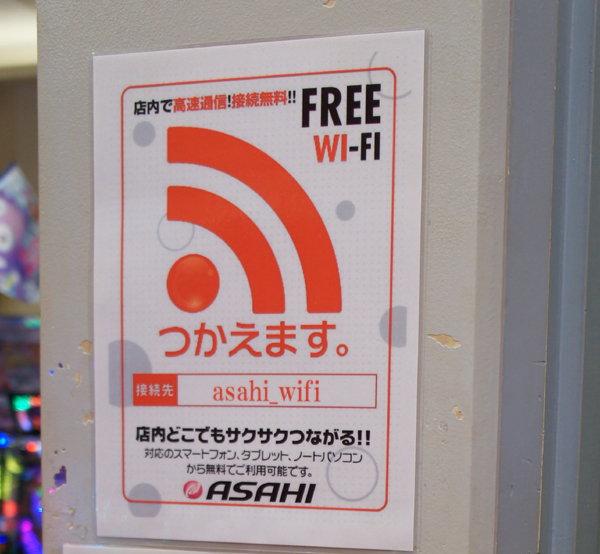 店内で高速通信!接続無料!!
FREE
WI-FI
つかえます。
接続先 asahi_wifi
店内どこでもサクサクつながる!!
対応のスマートフォン、タブレット、ノートパソコン
から無料でご利用可能です。
ASAHI